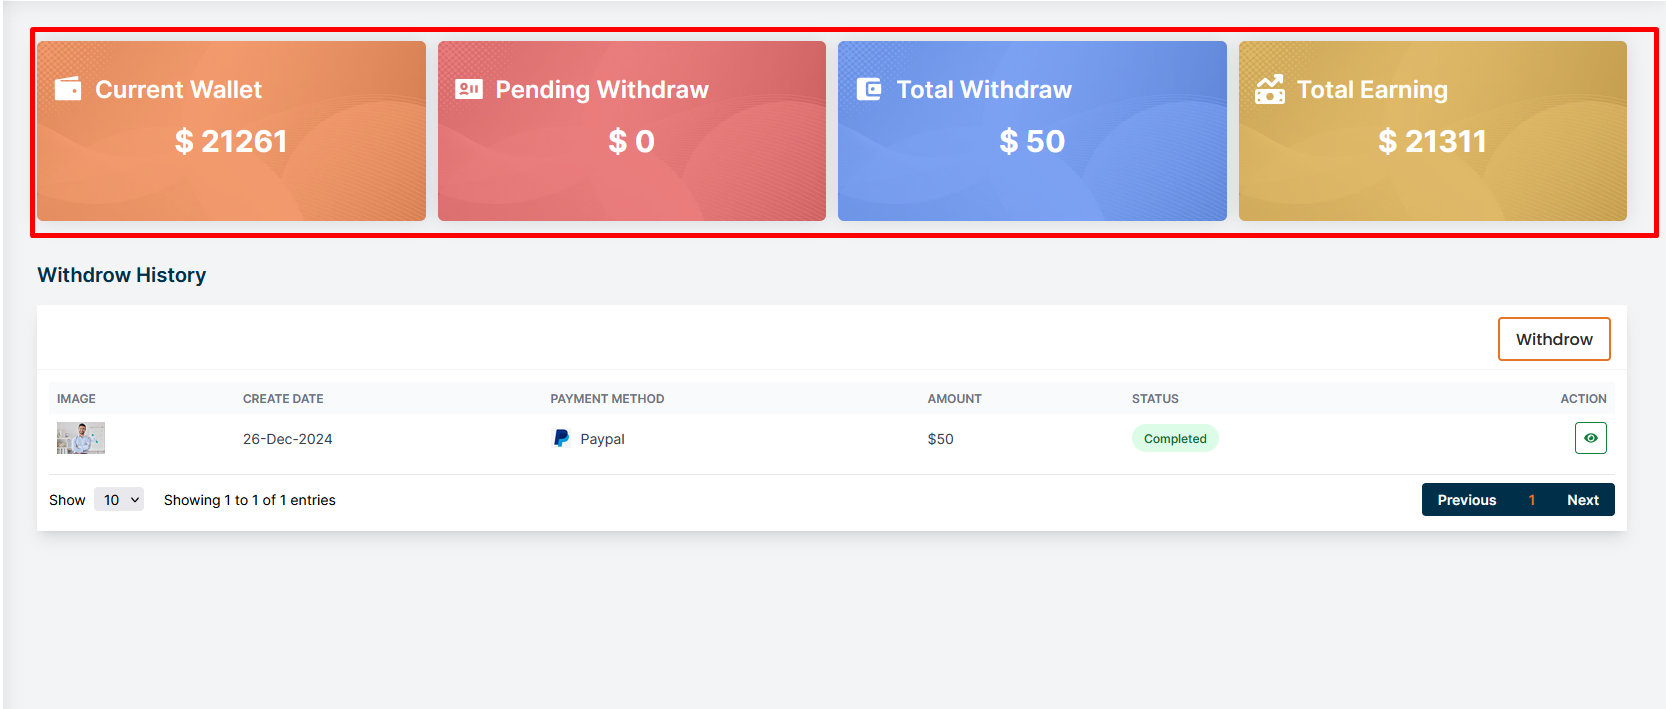 Current Wallet
$ 21261
Pending Withdraw
$ 0
Total Withdraw
$ 50
Total Earning
$ 21311
Withdrow History
Withdrow
IMAGE CREATE DATE PAYMENT METHOD AMOUNT STATUS ACTION
26-Dec-2024 Paypal $50 Completed
Show 10 Showing 1 to 1 of 1 entries Previous 1 Next